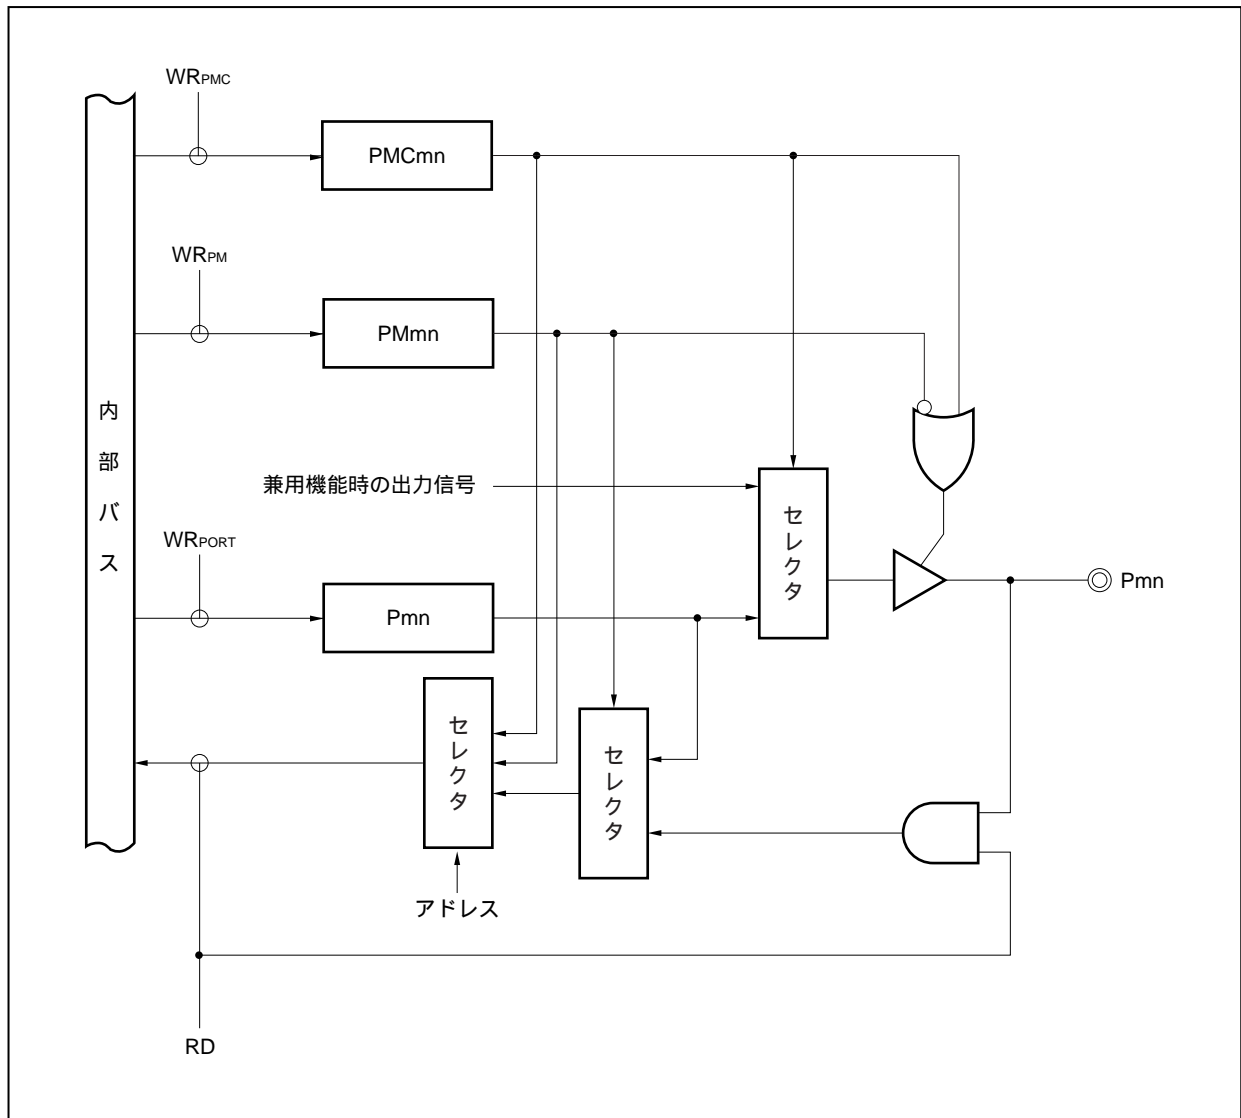 WRPMC
PMCmn
WRPM
PMmn
内部バス
兼用機能時の出力信号
セレクタ
WRPORT
Pmn
Pmn
セレクタ
セレクタ
アドレス
RD